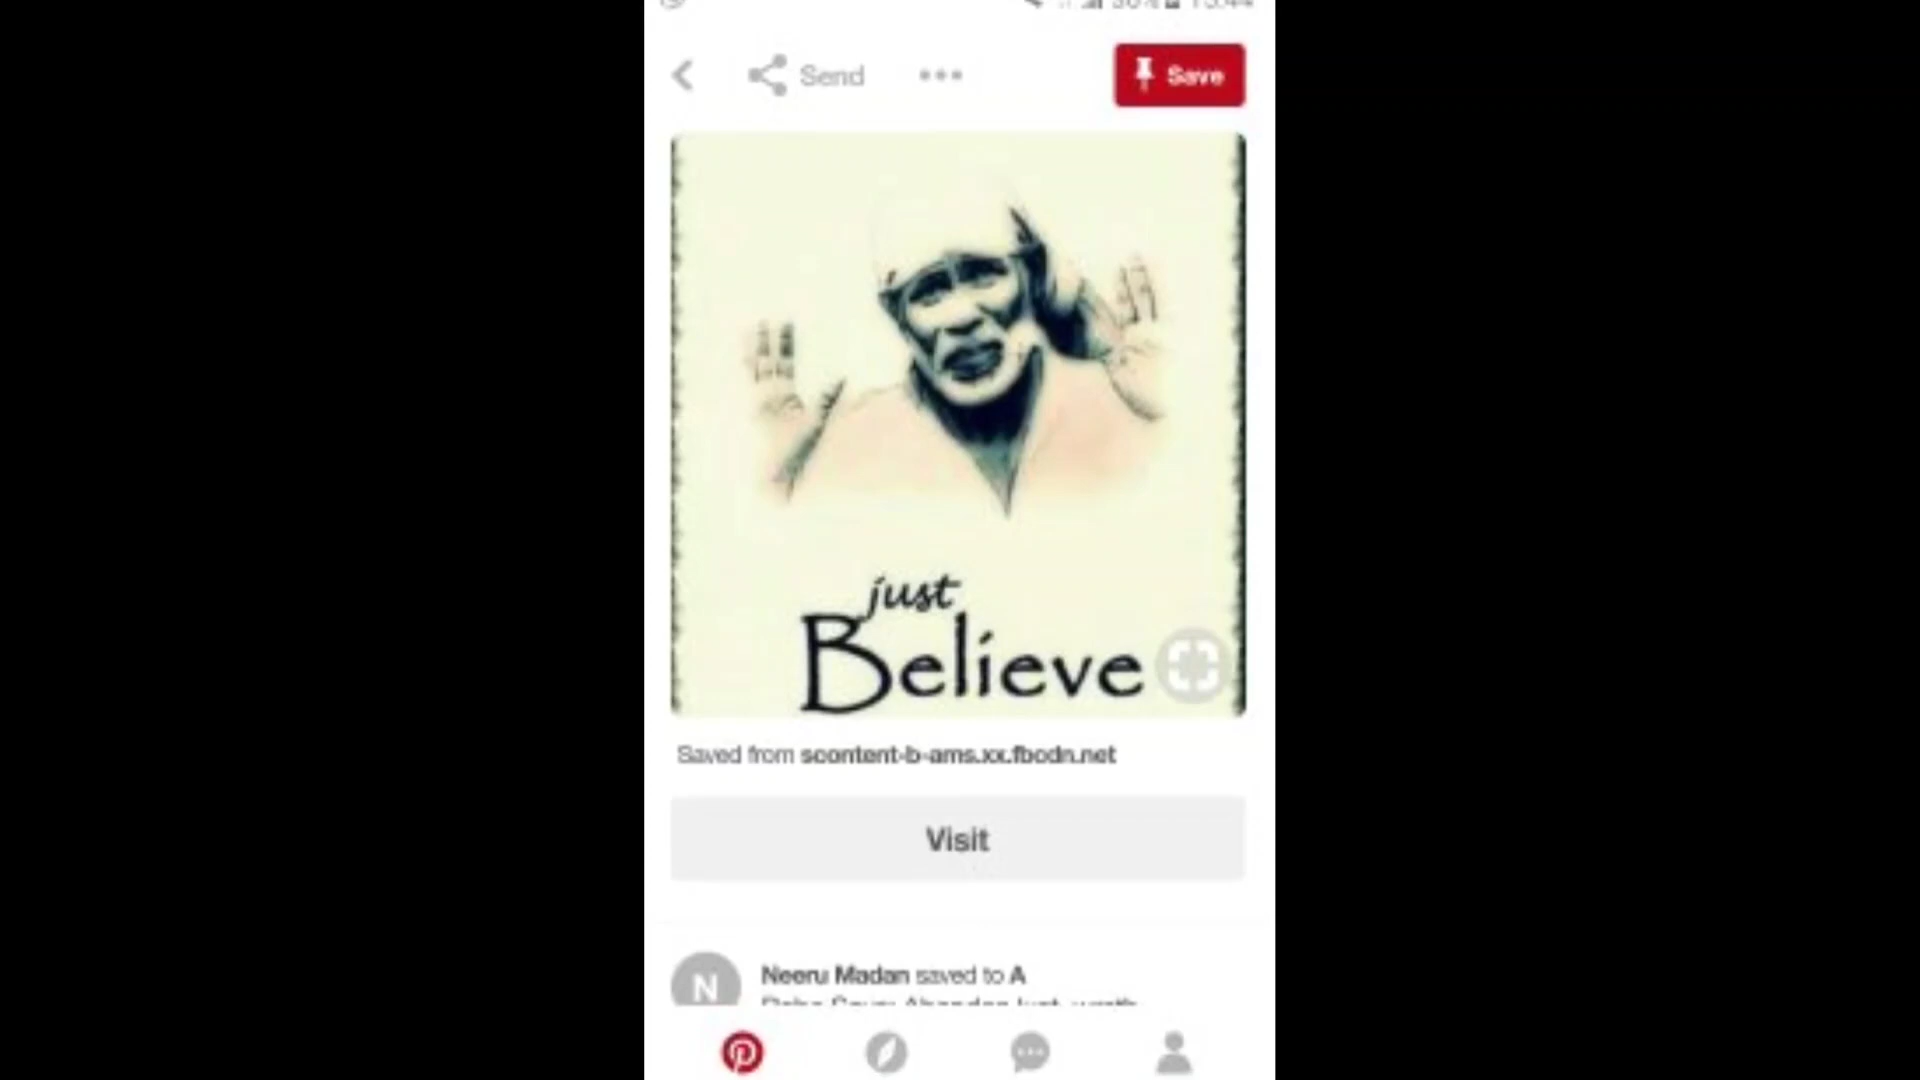 Send
Save
just
Believe
Saved from scontent-b-ams.xx.fbcdn.net
Visit
N
Neeru Madan saved to A